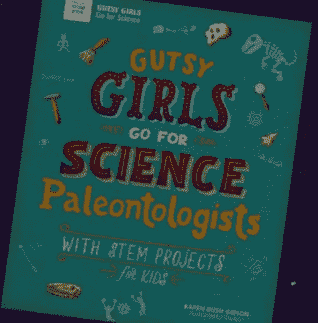 GUTSY GIRLS
Go for Science
GUTSY
GIRLS
GO FOR
SCIENCE
Paleontologists
WITH STEM PROJECTS
for KIDS